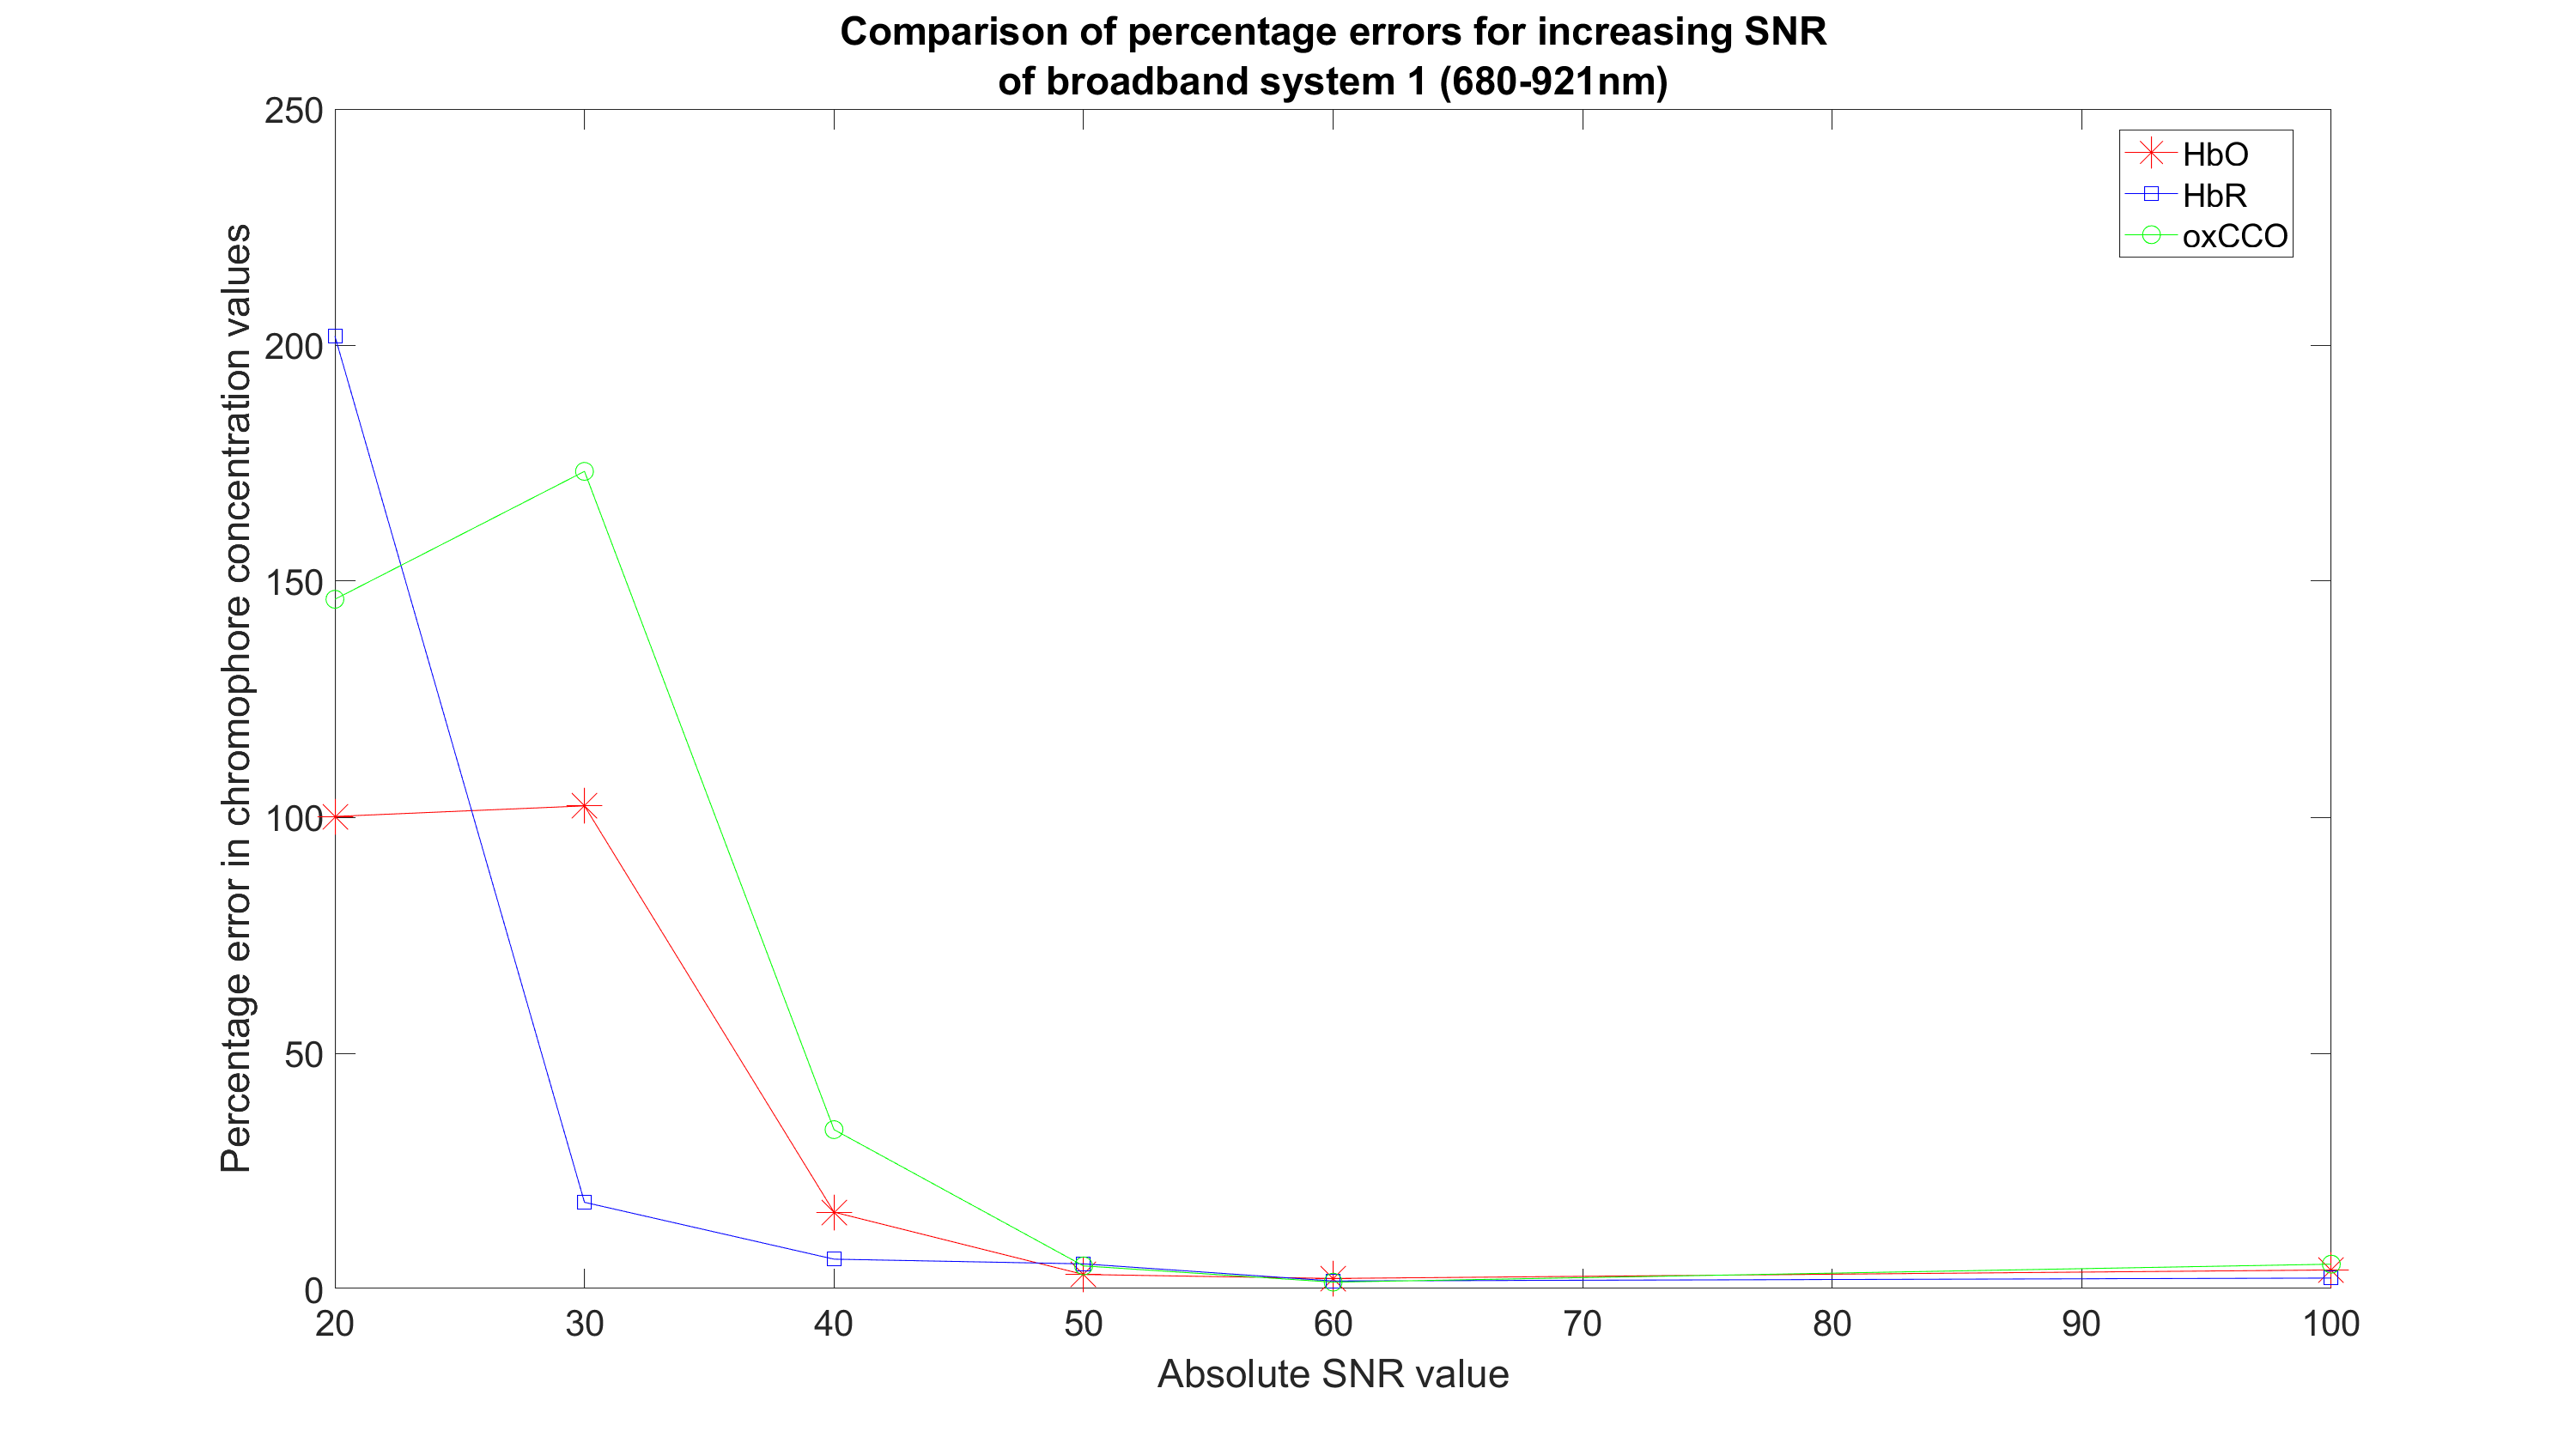 Comparison of percentage errors for increasing SNR
of broadband system 1 (680-921nm)
HbO
HbR
oxCCO
Percentage error in chromophore concentration values
250
200
150
100
50
0
20 30 40 50 60 70 80 90 100
Absolute SNR value